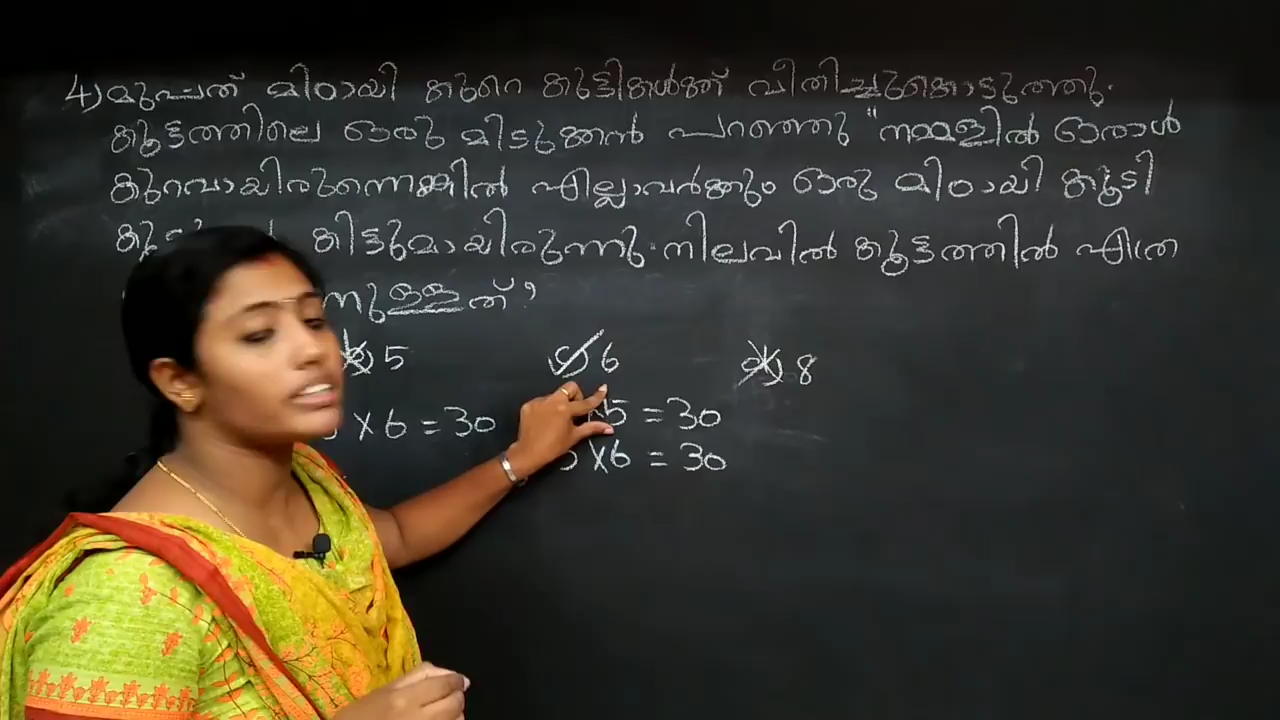 4) മുപ്പത് മിഠായി കുറെ കുട്ടികൾക്ക് വീതിച്ചുകൊടുത്തു.
കൂട്ടത്തിലെ ഒരു മിടുക്കൻ പറഞ്ഞു "നമ്മളിൽ ഒരാൾ
കുറവായിരുന്നെങ്കിൽ എല്ലാവർക്കും ഒരു മിഠായി കൂടി
കിട്ടുമായിരുന്നു. നിലവിൽ കൂട്ടത്തിൽ എത്ര
ന്നുള്ളത്?
5 6 8
× 6 = 30 5 = 30
× 6 = 30